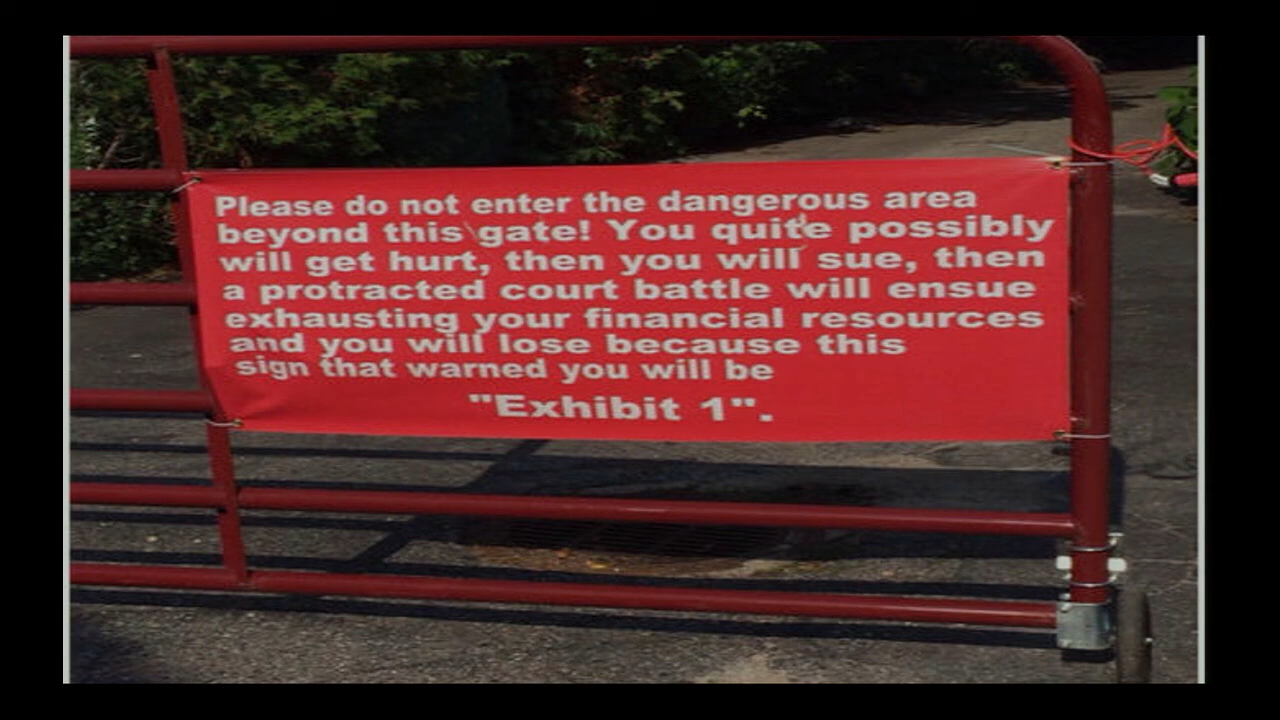 Please do not enter the dangerous area
beyond this gate! You quite possibly
will get hurt, then you will sue, then
a protracted court battle will ensue
exhausting your financial resources
and you will lose because this
sign that warned you will be
"Exhibit 1".